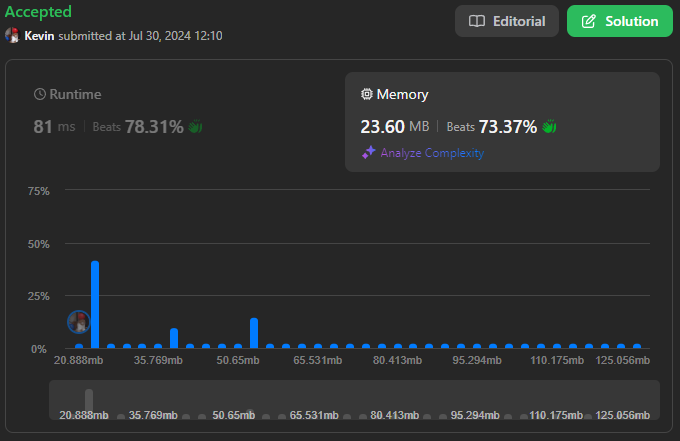 Accepted
Editorial
Solution
Kevin submitted at Jul 30, 2024 12:10
Runtime
81 ms | Beats 78.31%
Memory
23.60 MB | Beats 73.37%
Analyze Complexity
75%
50%
25%
0%
20.888mb 35.769mb 50.65mb 65.531mb 80.413mb 95.294mb 110.175mb 125.056mb
20.888mb 35.769mb 50.65mb 65.531mb 80.413mb 95.294mb 110.175mb 125.056mb